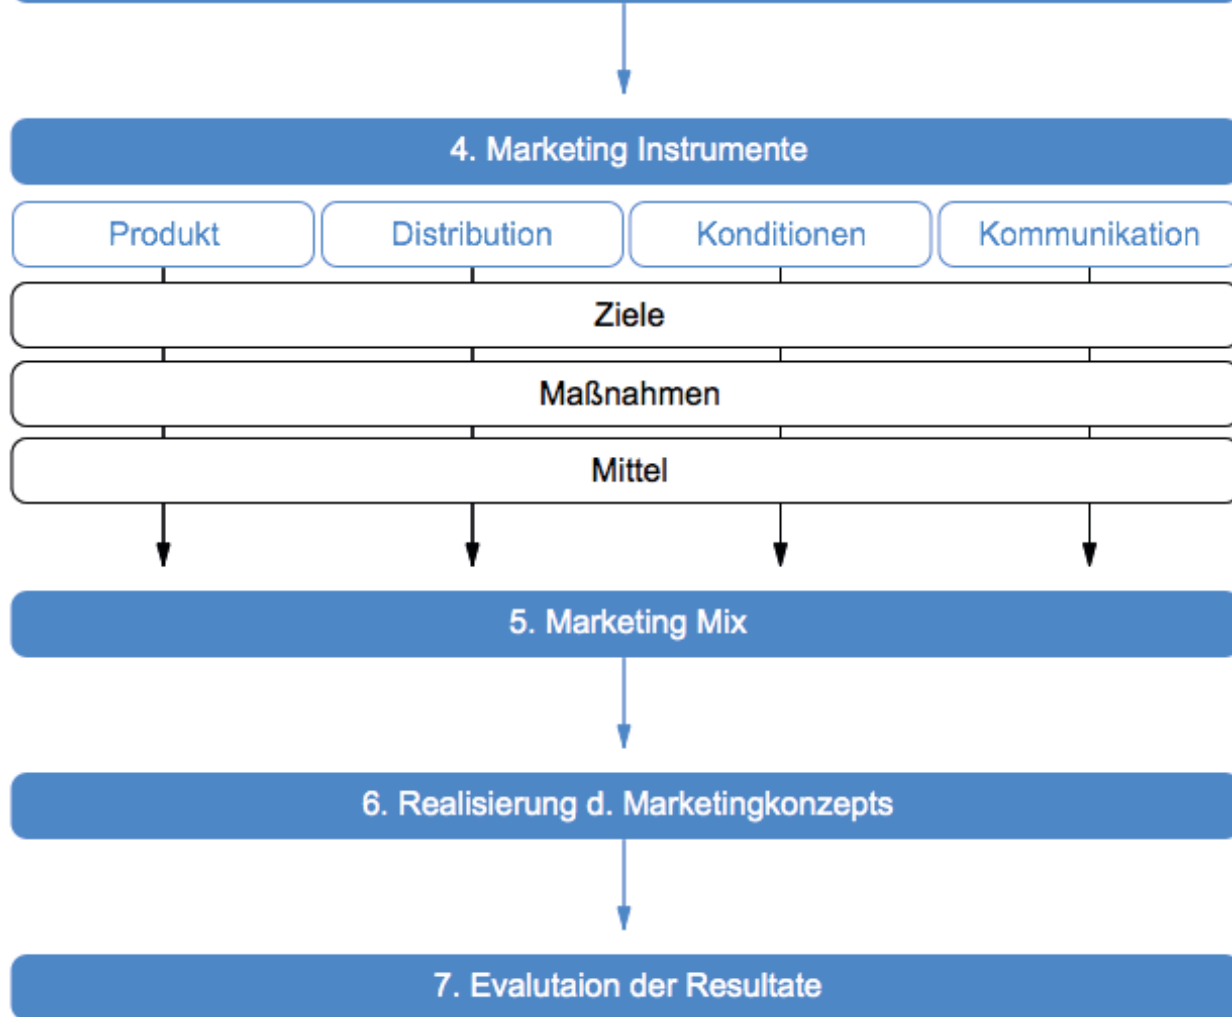 4. Marketing Instrumente
Produkt
Distribution
Konditionen
Kommunikation
Ziele
Maßnahmen
Mittel
5. Marketing Mix
6. Realisierung d. Marketingkonzepts
7. Evalutaion der Resultate